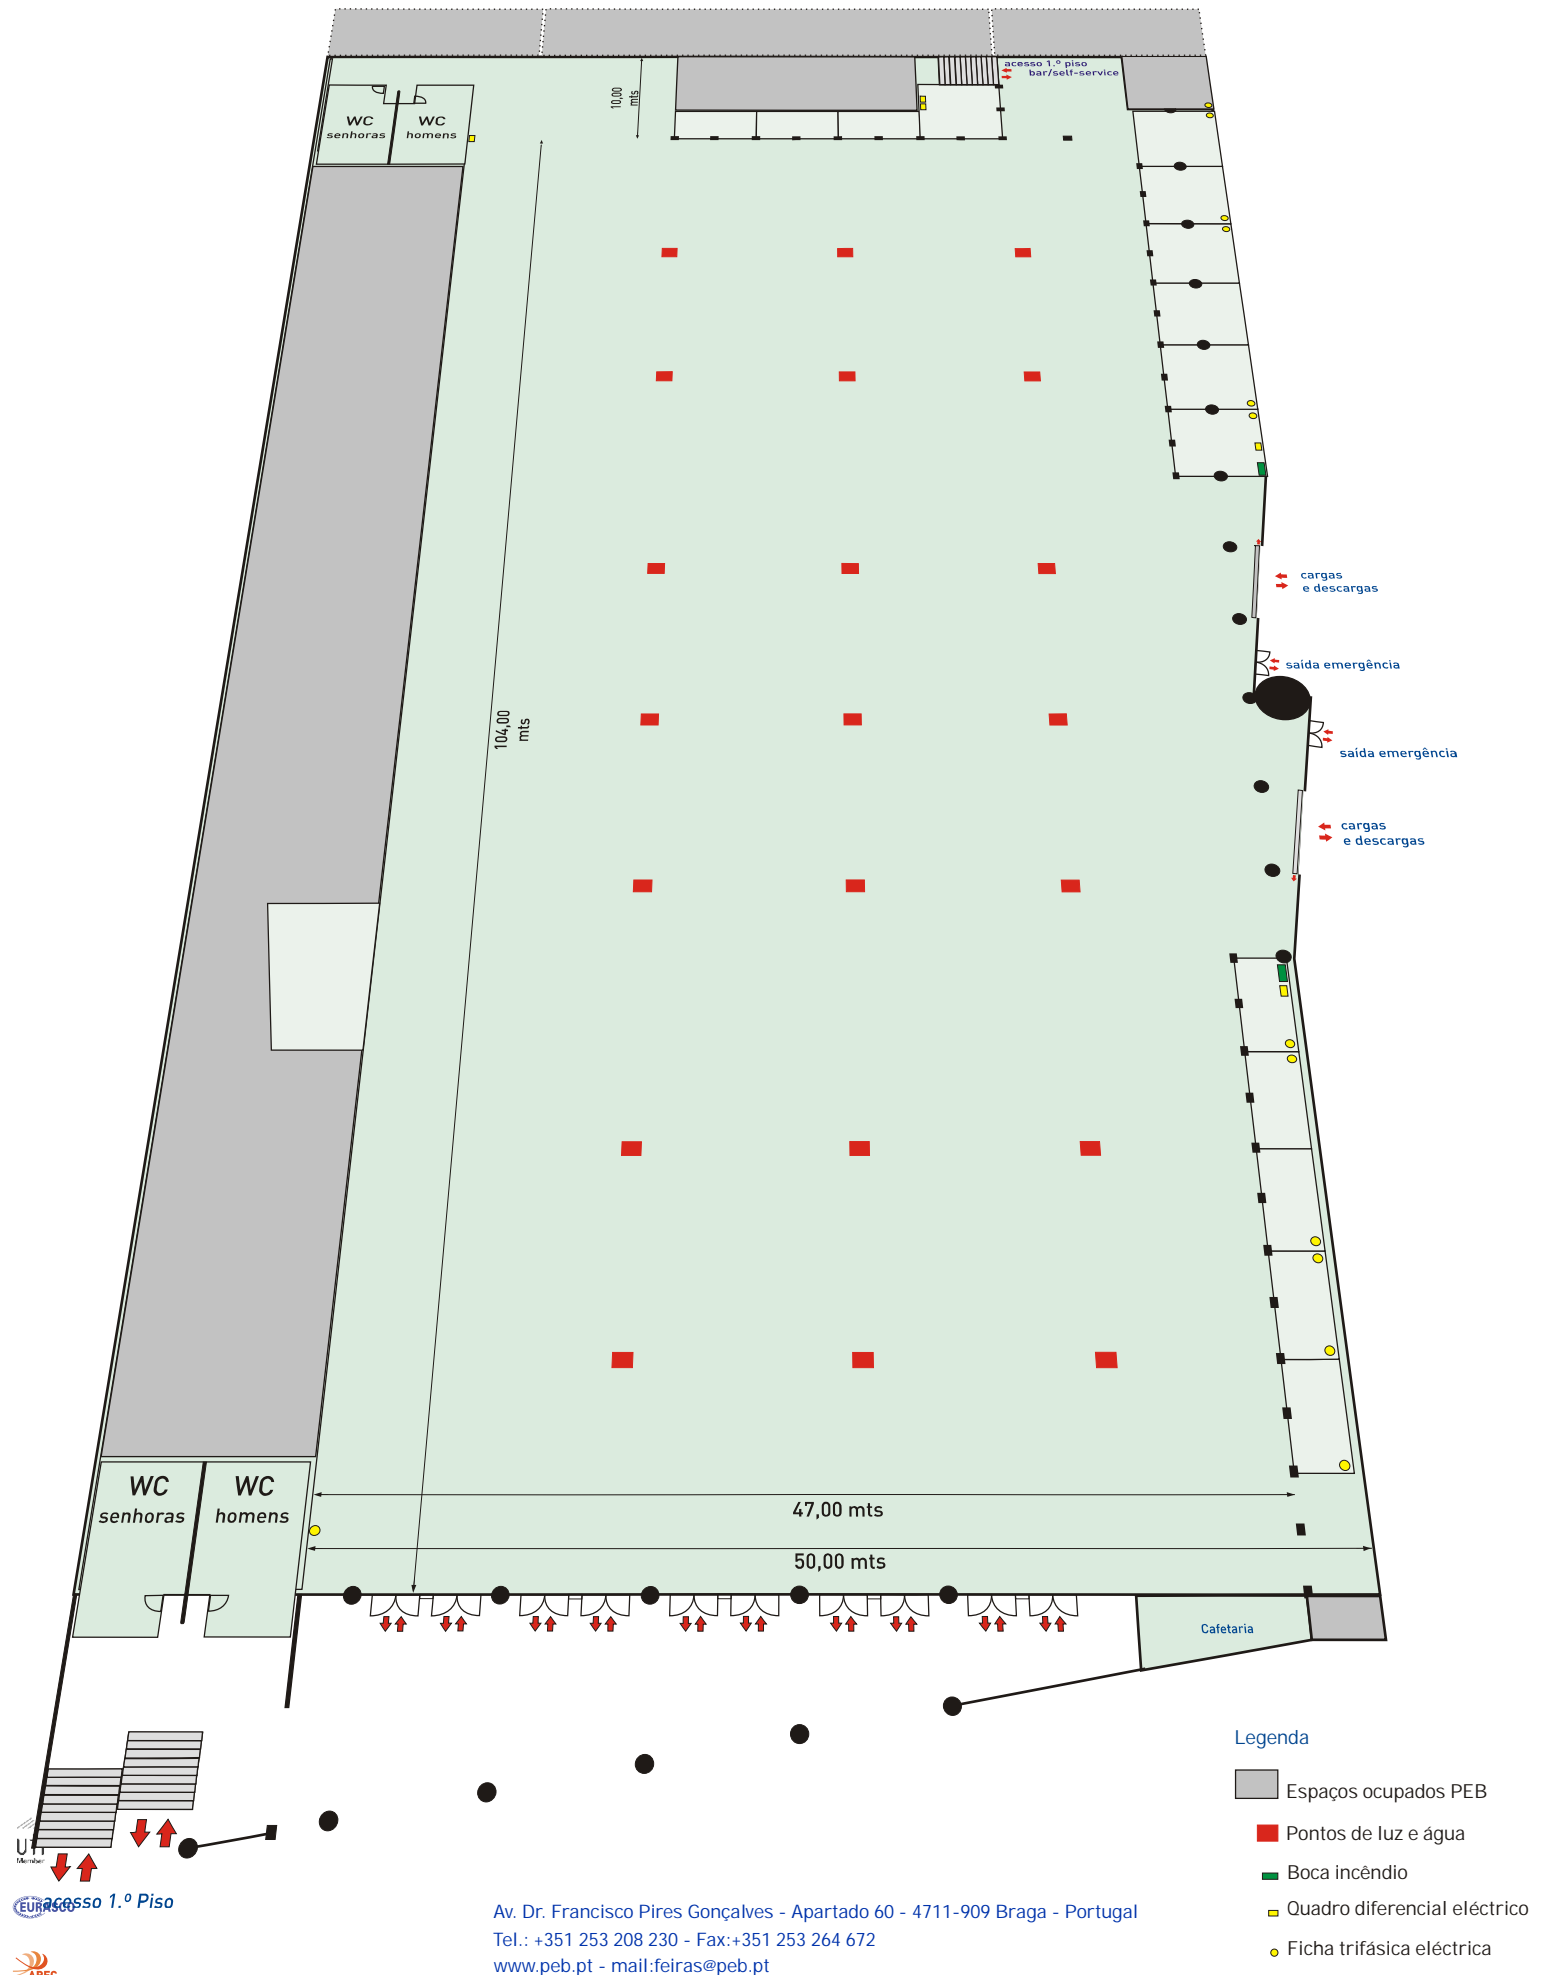 acesso 1.º piso
bar/self-service
10,00
mts
WC
senhoras
WC
homens
cargas
e descargas
saída emergência
104,00
mts
saída emergência
cargas
e descargas
WC
senhoras
WC
homens
47,00 mts
50,00 mts
Cafetaria
Legenda
Espaços ocupados PEB
Pontos de luz e água
Boca incêndio
Quadro diferencial eléctrico
Ficha trifásica eléctrica
Member
acesso 1.º Piso
EURASCO
Av. Dr. Francisco Pires Gonçalves - Apartado 60 - 4711-909 Braga - Portugal
Tel.: +351 253 208 230 - Fax:+351 253 264 672
www.peb.pt - mail:feiras@peb.pt